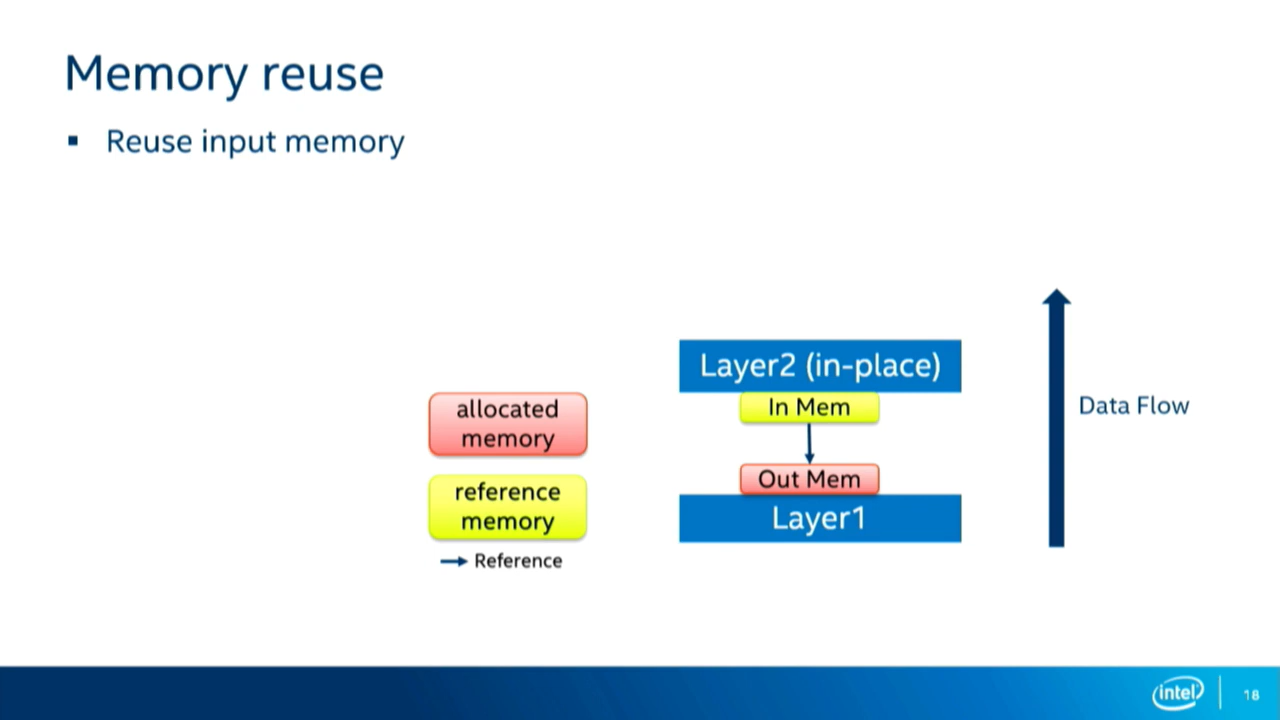 Memory reuse
▪ Reuse input memory
Layer2 (in-place)
In Mem
Out Mem
Layer1
allocated
memory
reference
memory
Reference
Data Flow
intel
18